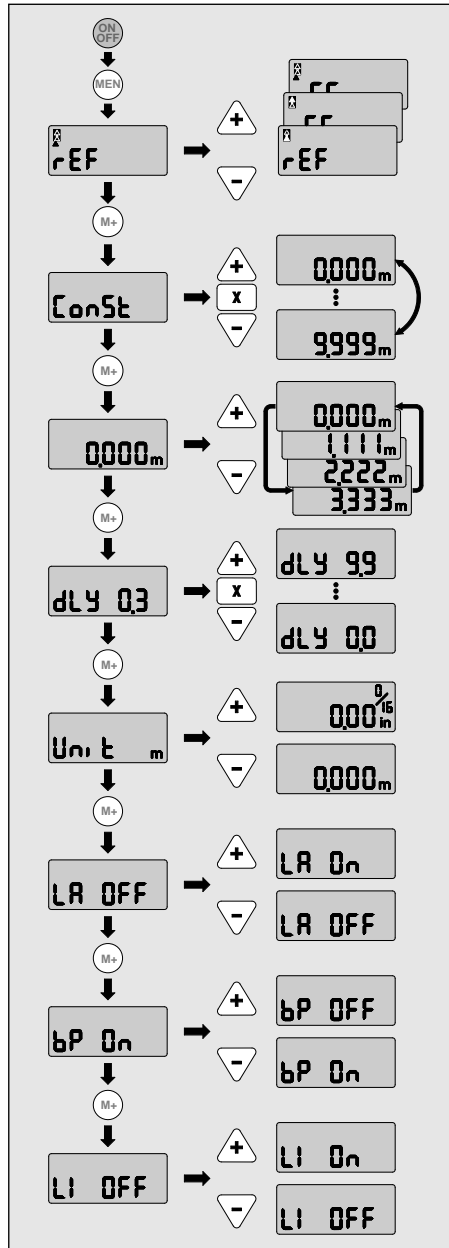 ON
OFF
MEN
rEF
+
-
rEF
M+
ConSt
+
x
-
0.000m
9.999m
M+
0.000m
+
-
0.000m
1.111m
2.222m
3.333m
M+
dLY 0.3
+
x
-
dLY 9.9
dLY 0.0
M+
Unit m
+
-
0.00 0/16 in
0.000m
M+
LA OFF
+
-
LA On
LA OFF
M+
bP On
+
-
bP OFF
bP On
M+
LI OFF
+
-
LI On
LI OFF